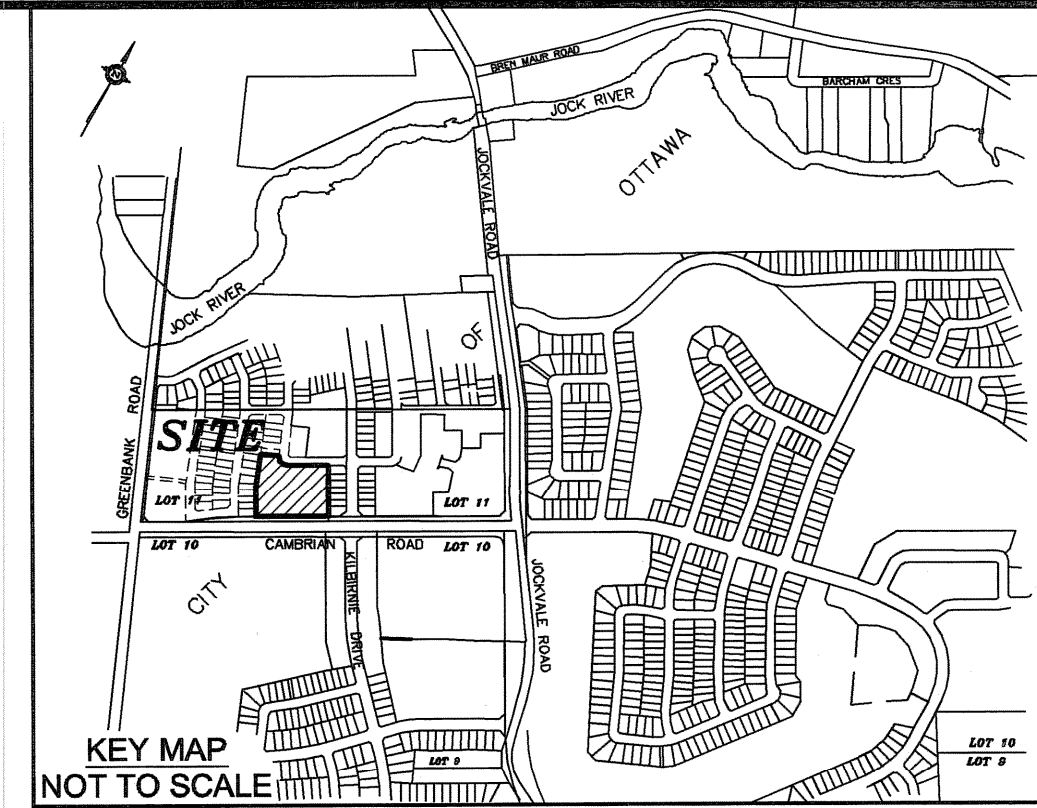 BREN MAUR ROAD
BARCHAM CRES
JOCK RIVER
OTTAWA
JOCKVALE ROAD
JOCK RIVER
OF
GREENBANK ROAD
SITE
LOT 11
LOT 11
LOT 10
CAMBRIAN ROAD
LOT 10
CITY
KILBIRNIE DRIVE
JOCKVALE ROAD
KEY MAP
NOT TO SCALE
LOT 9
LOT 10
LOT 9